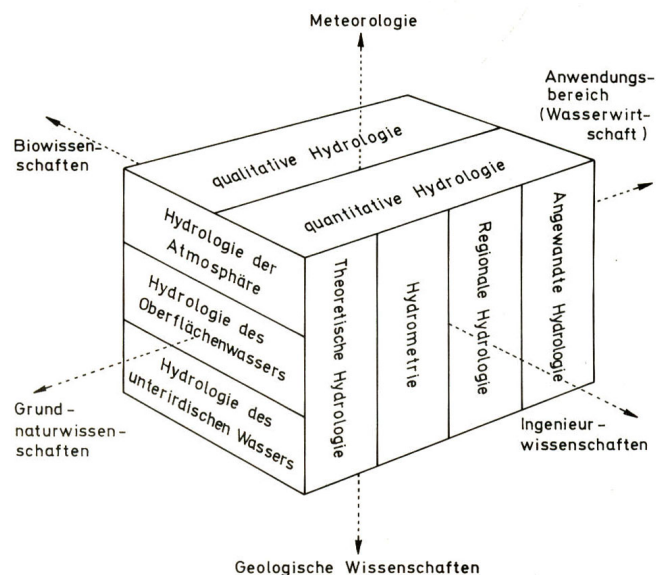 Meteorologie
Anwendungs-
bereich
(Wasserwirt-
schaft)
Biowissen-
schaften
qualitative Hydrologie
quantitative Hydrologie
Hydrologie der
Atmosphäre
Hydrologie des
Oberflächenwassers
Hydrologie des
unterirdischen Wassers
Theoretische Hydrologie
Hydrometrie
Regionale Hydrologie
Angewandte Hydrologie
Grund-
naturwissen-
schaften
Ingenieur-
wissenschaften
Geologische Wissenschaften